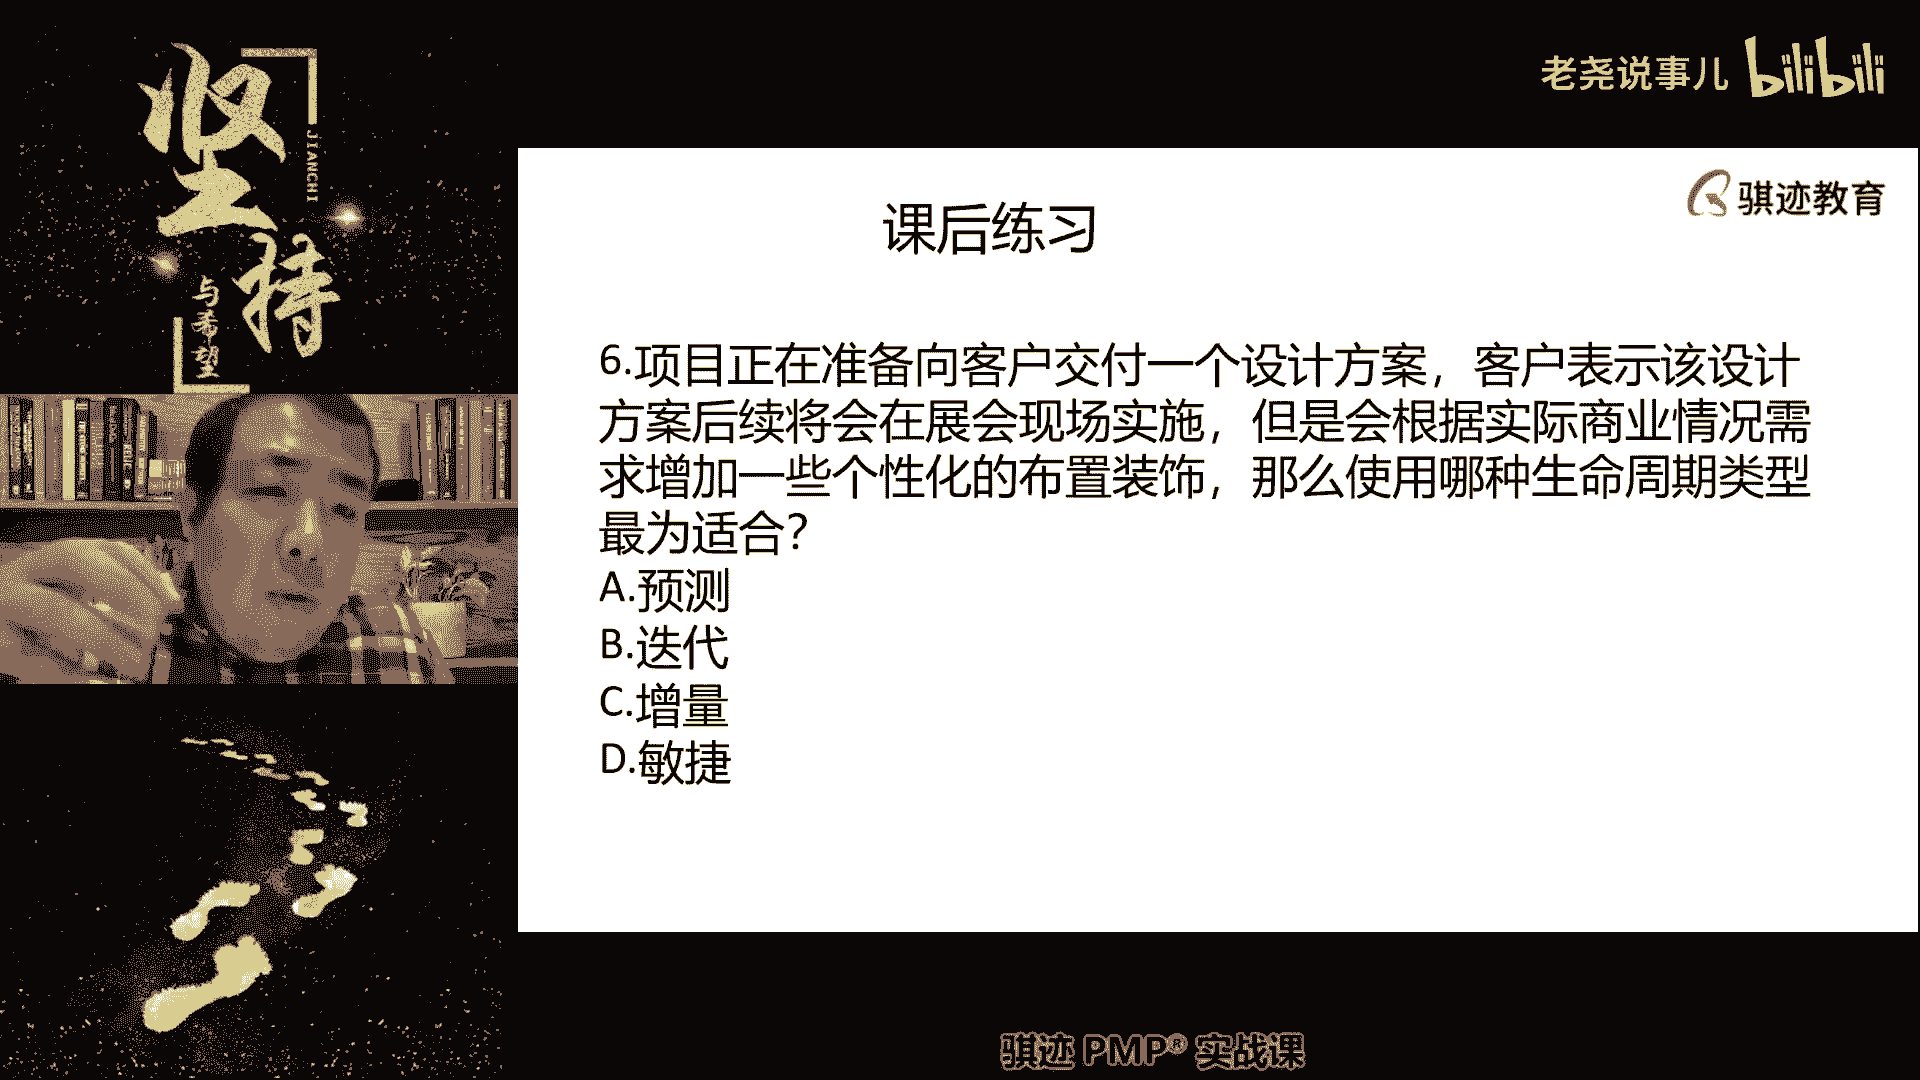 坚持
JIANCHI
与希望
老尧说事儿 bilibili
骐迹教育
课后练习
6.项目正在准备向客户交付一个设计方案，客户表示该设计
方案后续将会在展会现场实施，但是会根据实际商业情况需
求增加一些个性化的布置装饰，那么使用哪种生命周期类型
最为适合？
A.预测
B.迭代
C.增量
D.敏捷
骐迹 PMP® 实战课